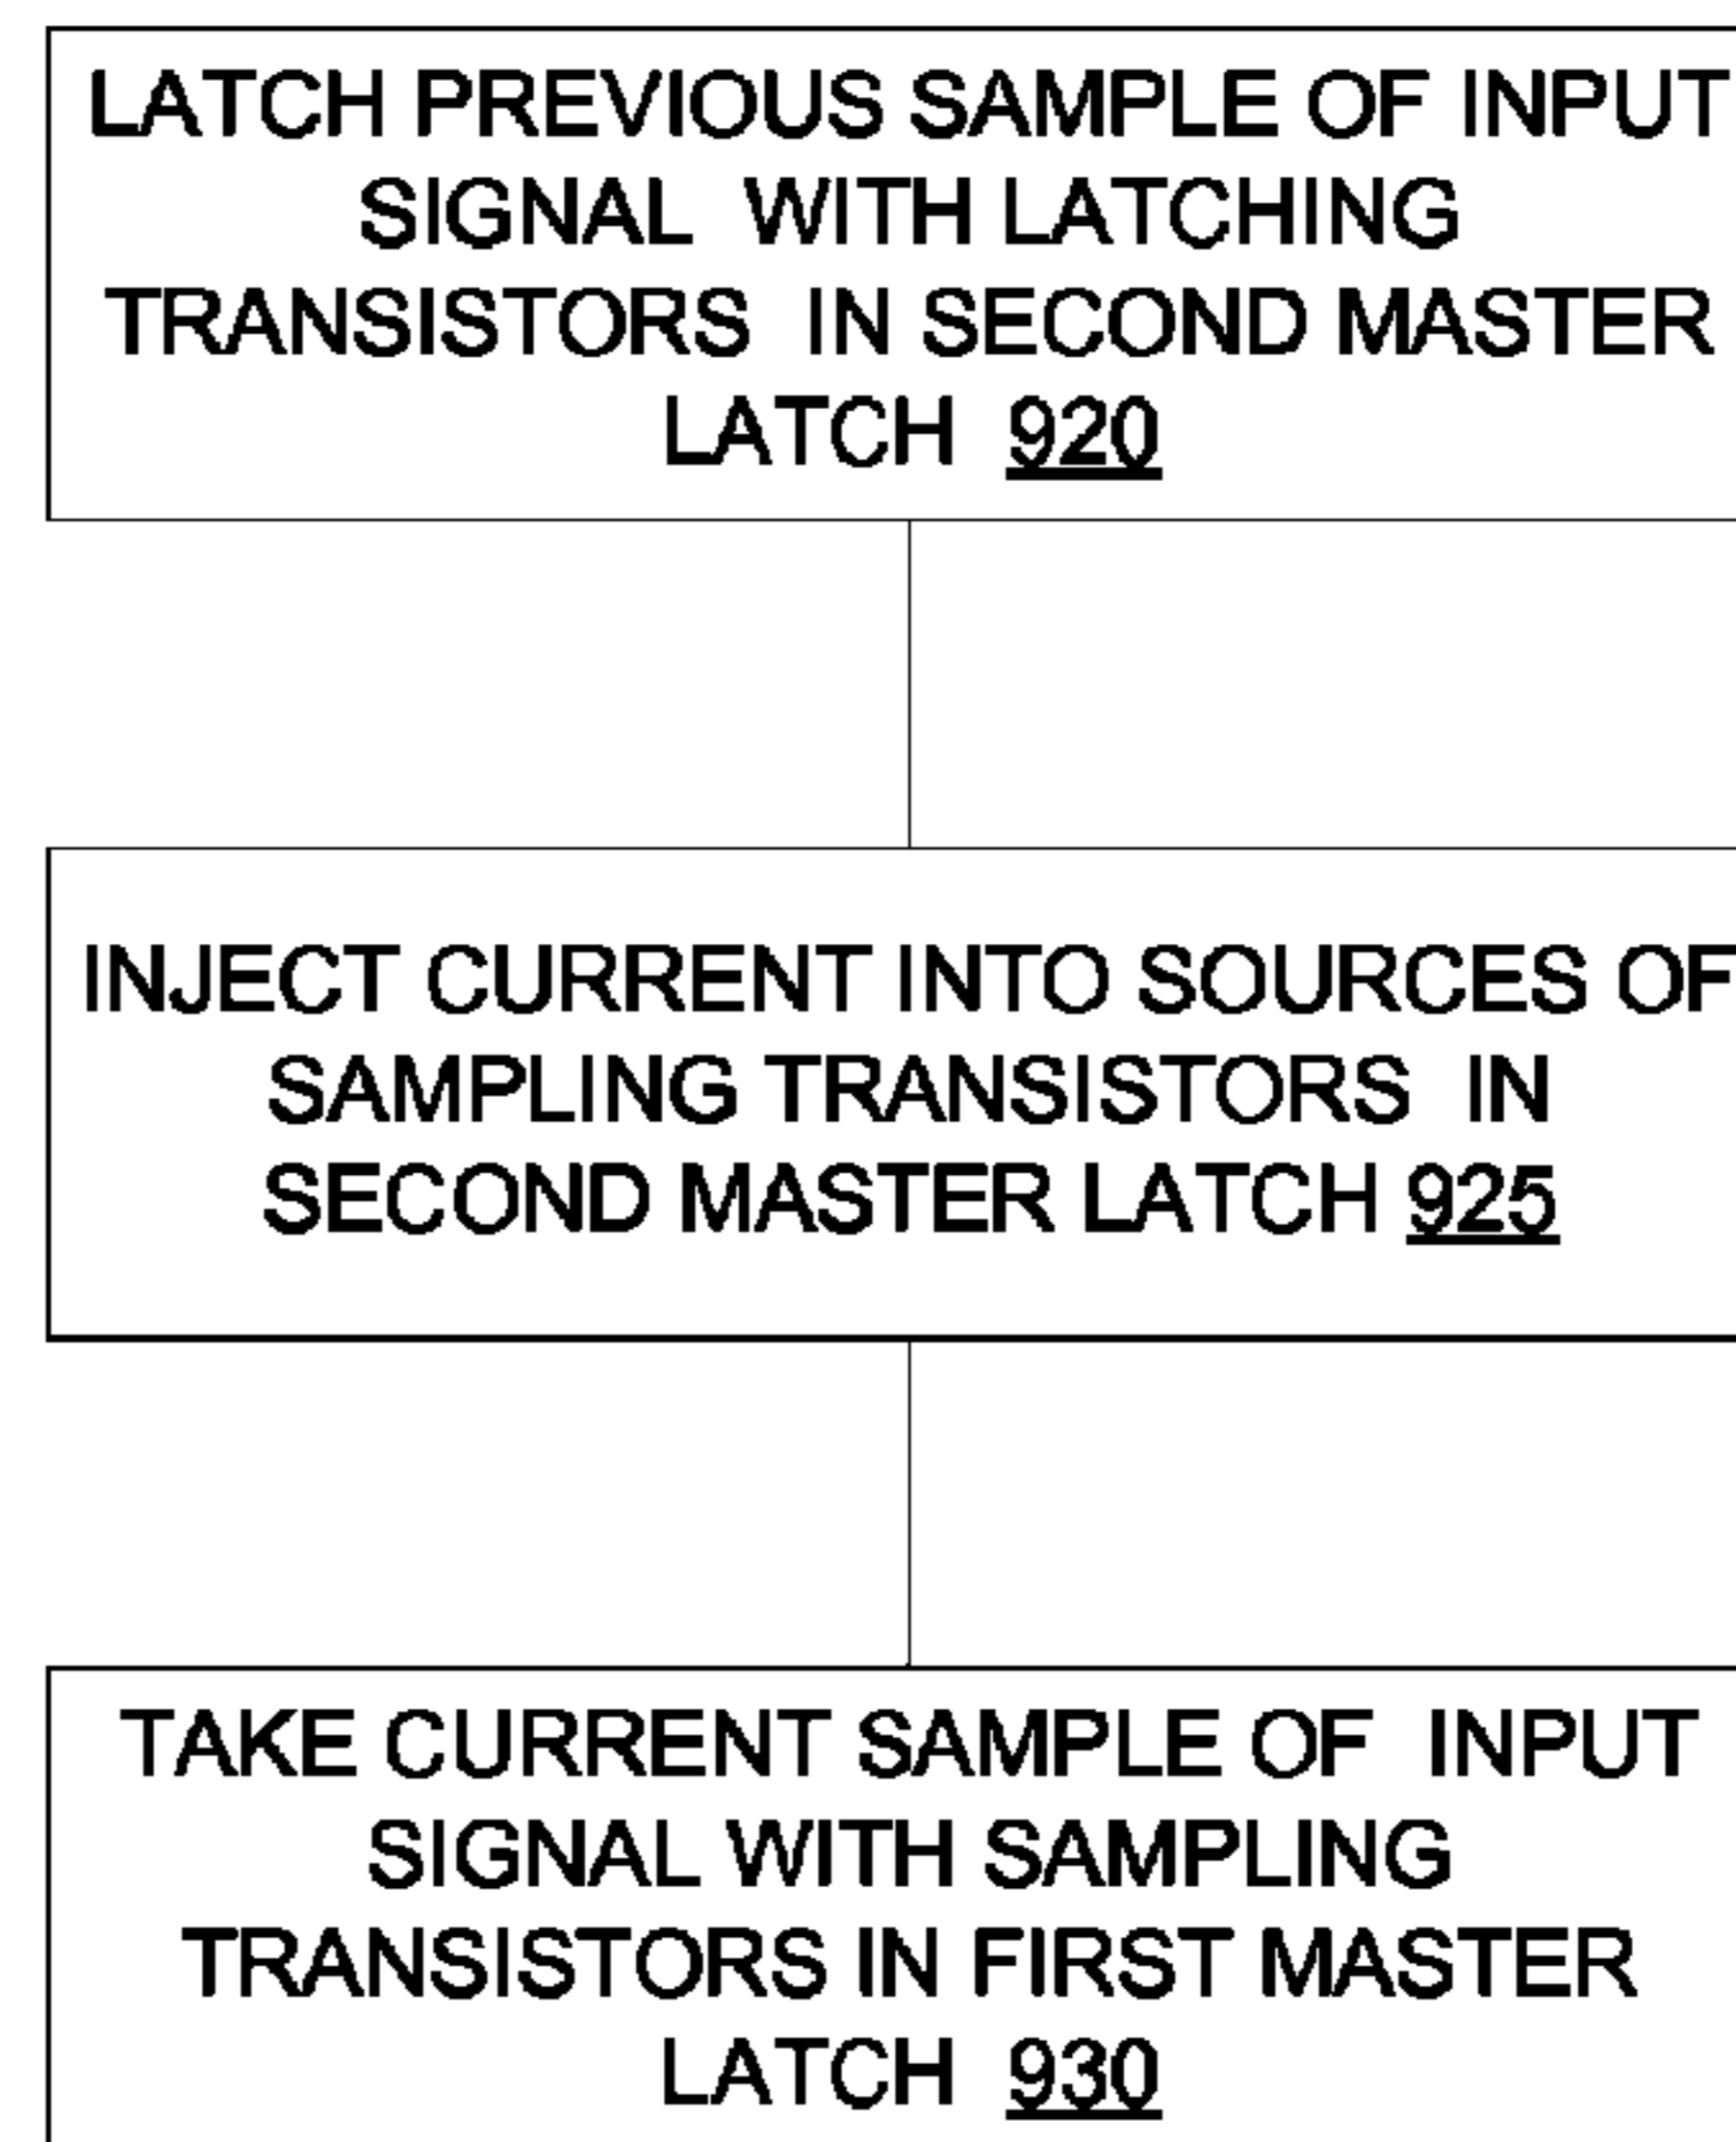 LATCH PREVIOUS SAMPLE OF INPUT
SIGNAL WITH LATCHING
TRANSISTORS IN SECOND MASTER
LATCH 920
INJECT CURRENT INTO SOURCES OF
SAMPLING TRANSISTORS IN
SECOND MASTER LATCH 925
TAKE CURRENT SAMPLE OF INPUT
SIGNAL WITH SAMPLING
TRANSISTORS IN FIRST MASTER
LATCH 930